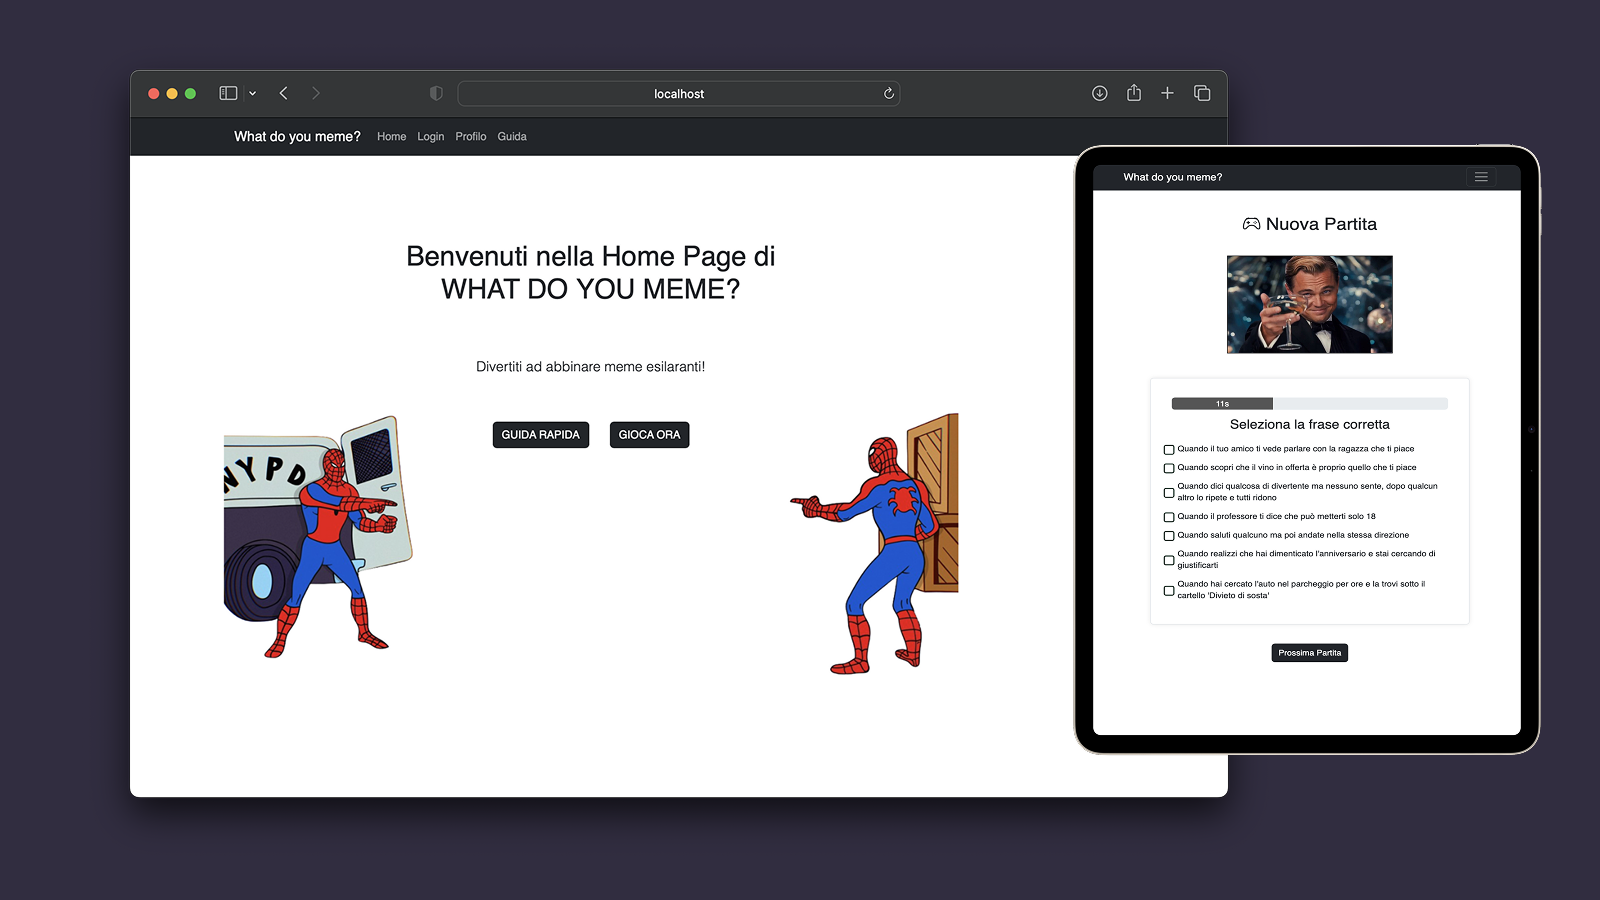 localhost
What do you meme? Home Login Profilo Guida
Benvenuti nella Home Page di
WHAT DO YOU MEME?
Divertiti ad abbinare meme esilaranti!
GUIDA RAPIDA GIOCA ORA
NYPD
What do you meme?
Nuova Partita
11s
Seleziona la frase corretta
Quando il tuo amico ti vede parlare con la ragazza che ti piace
Quando scopri che il vino in offerta è proprio quello che ti piace
Quando dici qualcosa di divertente ma nessuno sente, dopo qualcun
altro lo ripete e tutti ridono
Quando il professore ti dice che può metterti solo 18
Quando saluti qualcuno ma poi andate nella stessa direzione
Quando realizzi che hai dimenticato l'anniversario e stai cercando di
giustificarti
Quando hai cercato l'auto nel parcheggio per ore e la trovi sotto il
cartello 'Divieto di sosta'
Prossima Partita